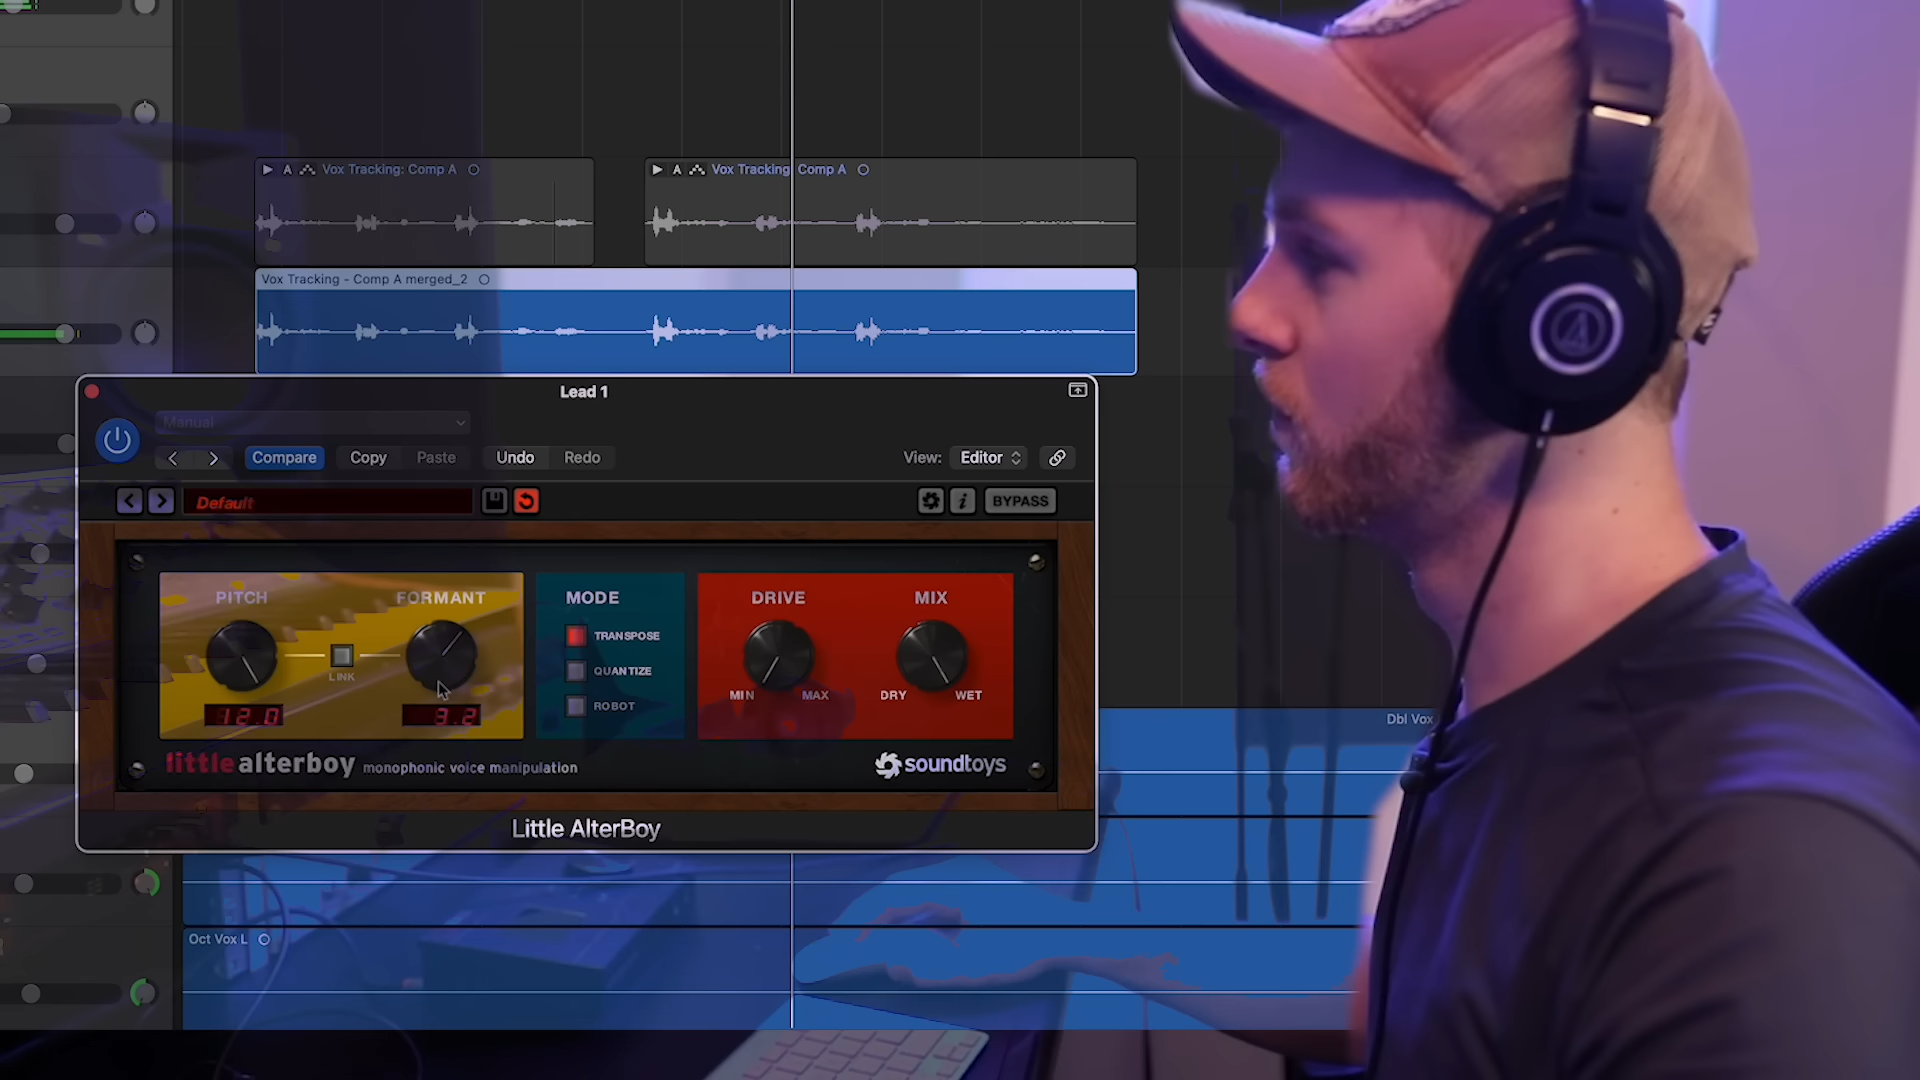 Vox Tracking: Comp A
Vox Tracking: Comp A
Vox Tracking - Comp A merged_2
Lead 1
Manual
Compare Copy Paste Undo Redo View: Editor
Default
BYPASS
PITCH FORMANT MODE DRIVE MIX
TRANSPOSE
LINK QUANTIZE
MIN MAX DRY WET
ROBOT
12.0 3.2
Dbl Vox
littlealterboy monophonic voice manipulation soundtoys
Little AlterBoy
Oct Vox L